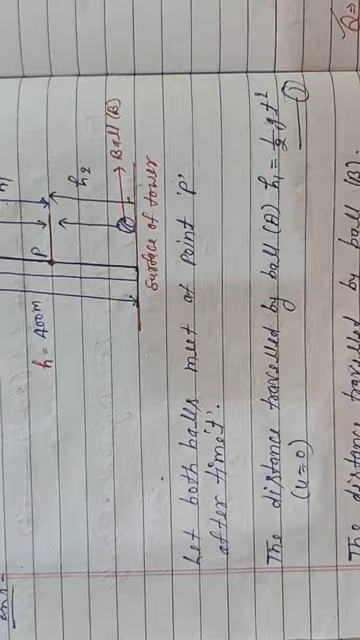 h1
h = 400m
P
h2
Ball (B)
Surface of tower
Let both balls meet at point 'P'
after time t.
The distance travelled by ball (A) h1 = 1/2 gt² — (1)
(u=0)
The distance travelled by ball (B).